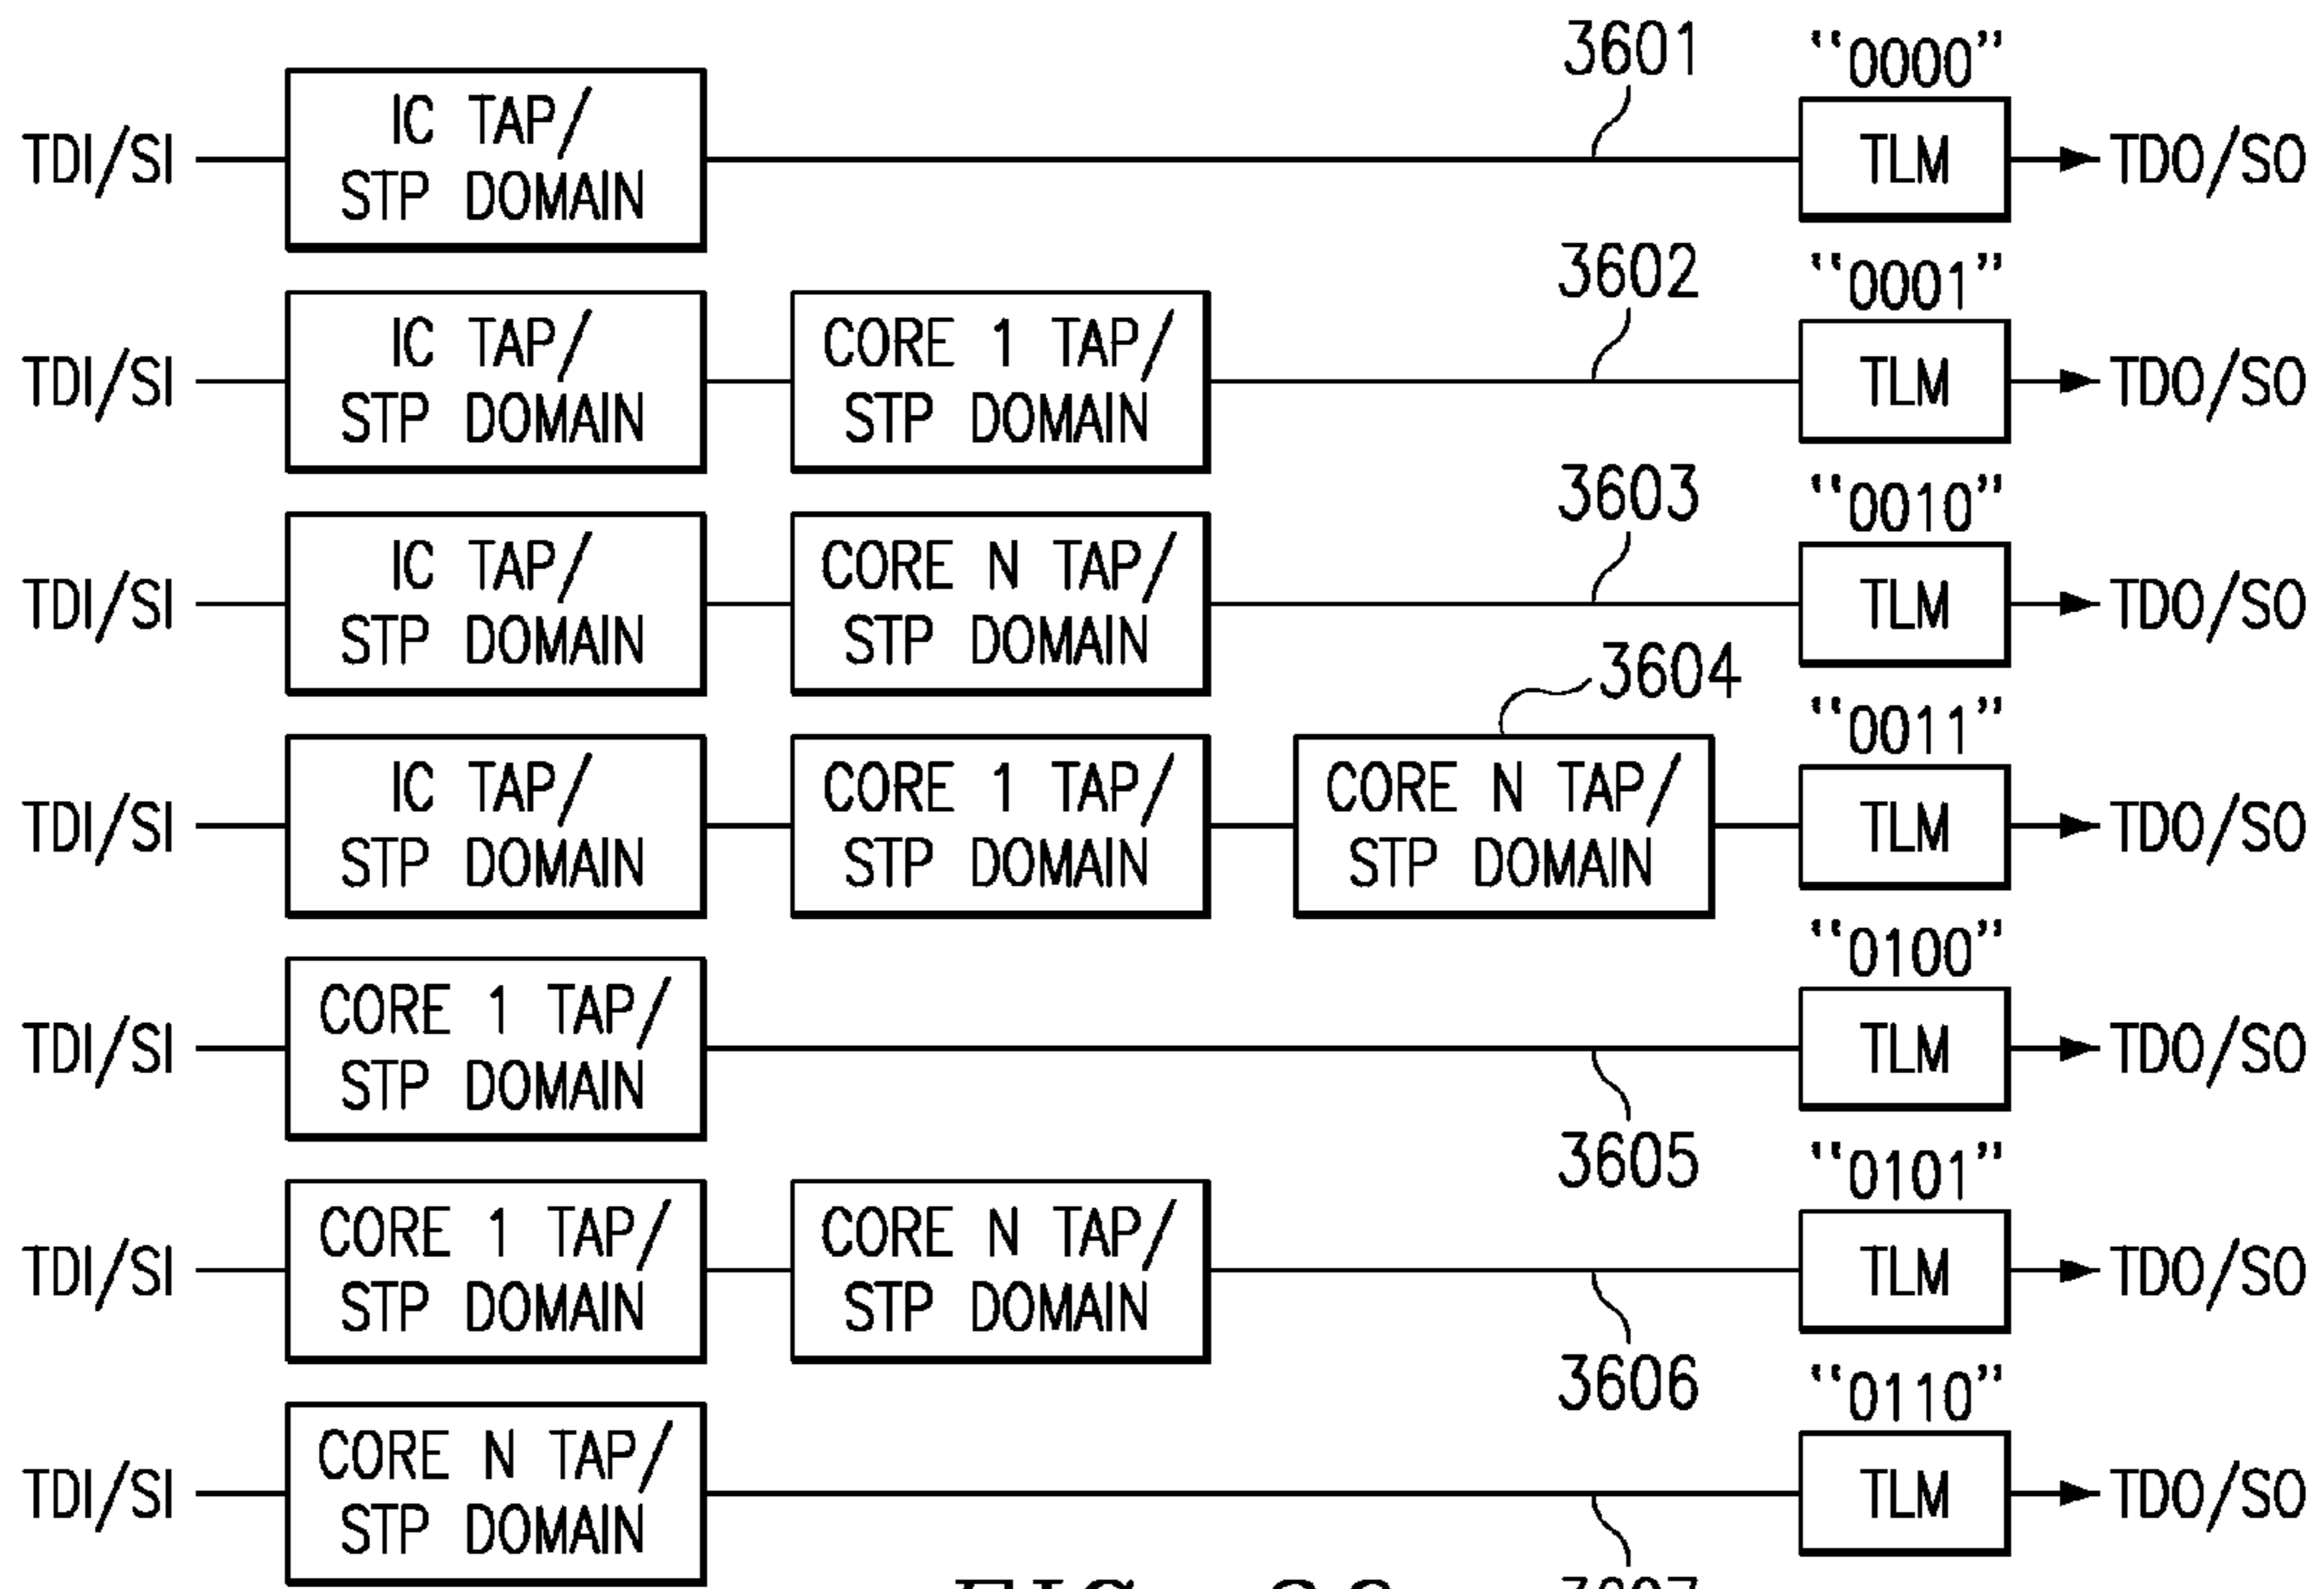 3601
"0000"
TDI/SI
IC TAP/
STP DOMAIN
TLM
TDO/SO
3602
"0001"
TDI/SI
IC TAP/
STP DOMAIN
CORE 1 TAP/
STP DOMAIN
TLM
TDO/SO
3603
"0010"
TDI/SI
IC TAP/
STP DOMAIN
CORE N TAP/
STP DOMAIN
TLM
TDO/SO
3604
"0011"
TDI/SI
IC TAP/
STP DOMAIN
CORE 1 TAP/
STP DOMAIN
CORE N TAP/
STP DOMAIN
TLM
TDO/SO
"0100"
TDI/SI
CORE 1 TAP/
STP DOMAIN
TLM
TDO/SO
3605
"0101"
TDI/SI
CORE 1 TAP/
STP DOMAIN
CORE N TAP/
STP DOMAIN
TLM
TDO/SO
3606
"0110"
TDI/SI
CORE N TAP/
STP DOMAIN
TLM
TDO/SO